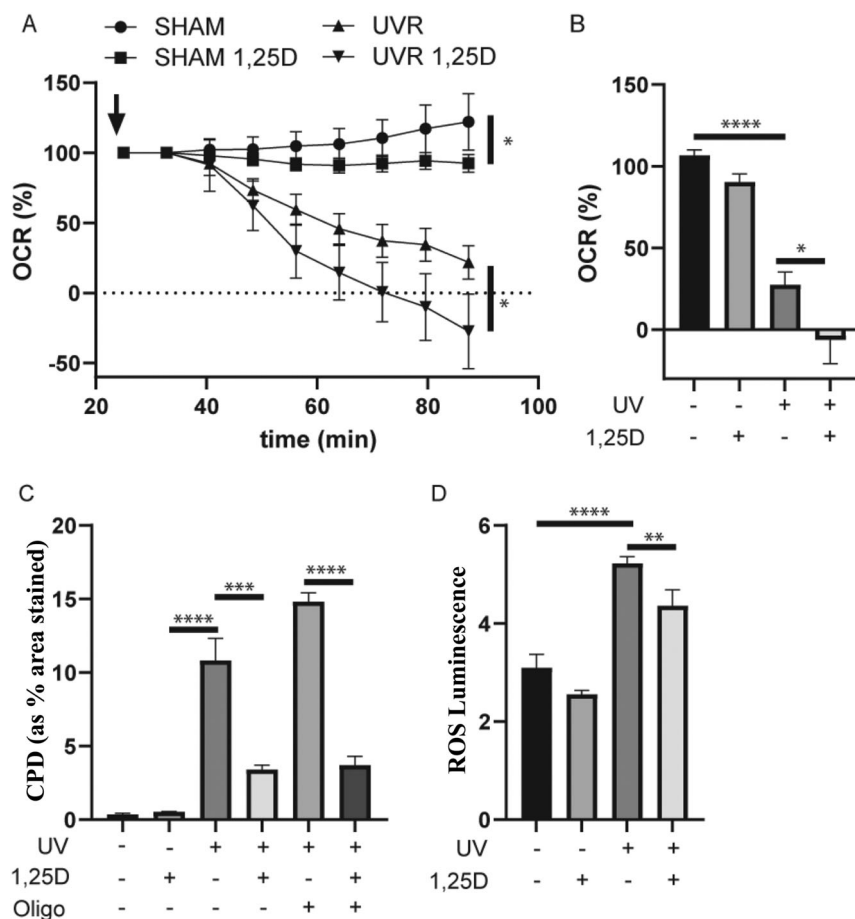 A
SHAM UVR
SHAM 1,25D UVR 1,25D
OCR (%)
150
100
50
0
-50
*
*
20 40 60 80 100
time (min)
B
OCR (%)
150
100
50
0
****
*
UV - - + +
1,25D - + - +
C
CPD (as % area stained)
20
15
10
5
0
****
***
****
UV - - + + + +
1,25D - + - + - +
Oligo - - - - + +
D
ROS Luminescence
6
4
2
0
****
**
UV - - + +
1,25D - + - +